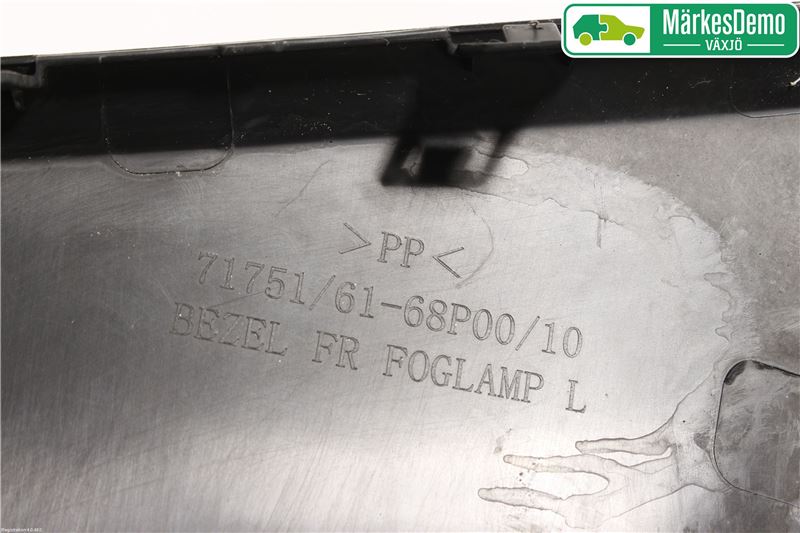 MärkesDemo
VÄXJÖ
>PP<
71751/61-68P00/10
BEZEL FR FOGLAMP L